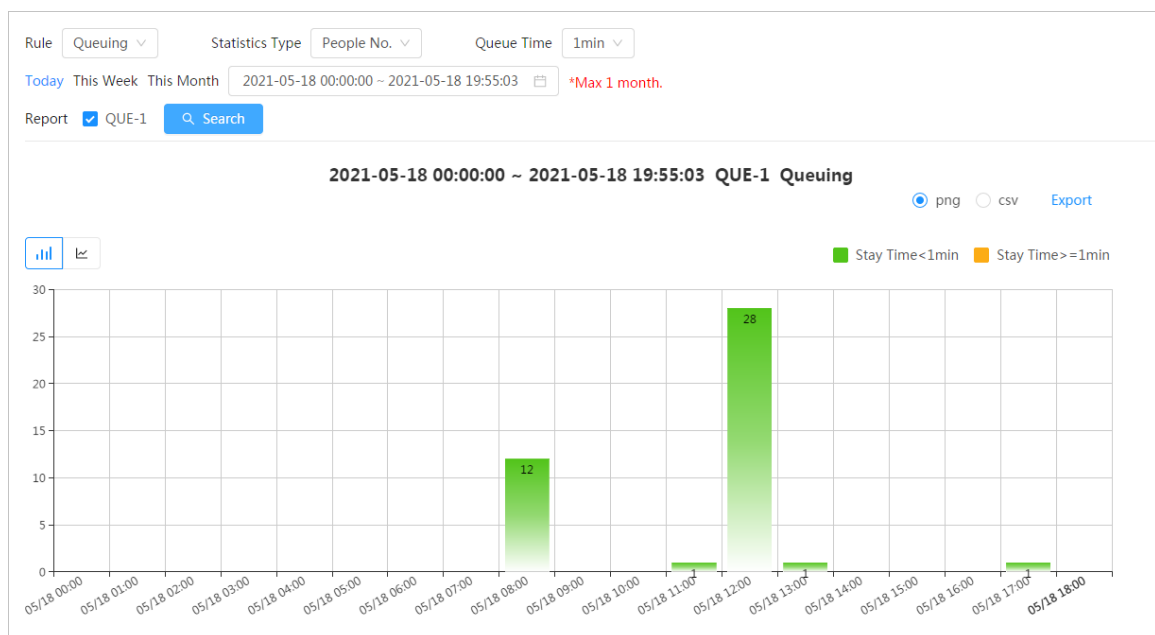 Rule Queuing Statistics Type People No. Queue Time 1min
Today This Week This Month 2021-05-18 00:00:00 ~ 2021-05-18 19:55:03 *Max 1 month.
Report QUE-1 Search
2021-05-18 00:00:00 ~ 2021-05-18 19:55:03 QUE-1 Queuing
png csv Export
Stay Time<1min Stay Time>=1min
30
28
25
20
15
12
10
5
0
1 1 1
05/18 00:00 05/18 01:00 05/18 02:00 05/18 03:00 05/18 04:00 05/18 05:00 05/18 06:00 05/18 07:00 05/18 08:00 05/18 09:00 05/18 10:00 05/18 11:00 05/18 12:00 05/18 13:00 05/18 14:00 05/18 15:00 05/18 16:00 05/18 17:00 05/18 18:00